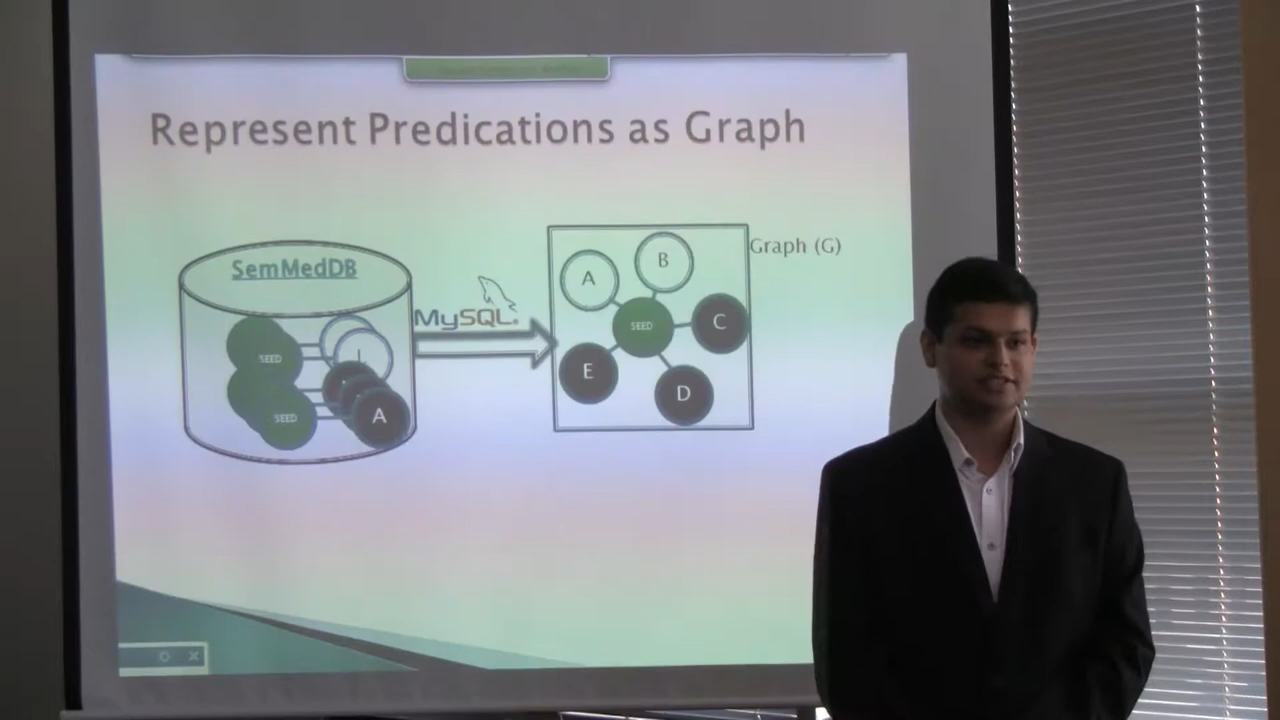 Represent Predications as Graph
SemMedDB
SEED
SEED
A
MySQL
Graph (G)
A
B
SEED
C
E
D